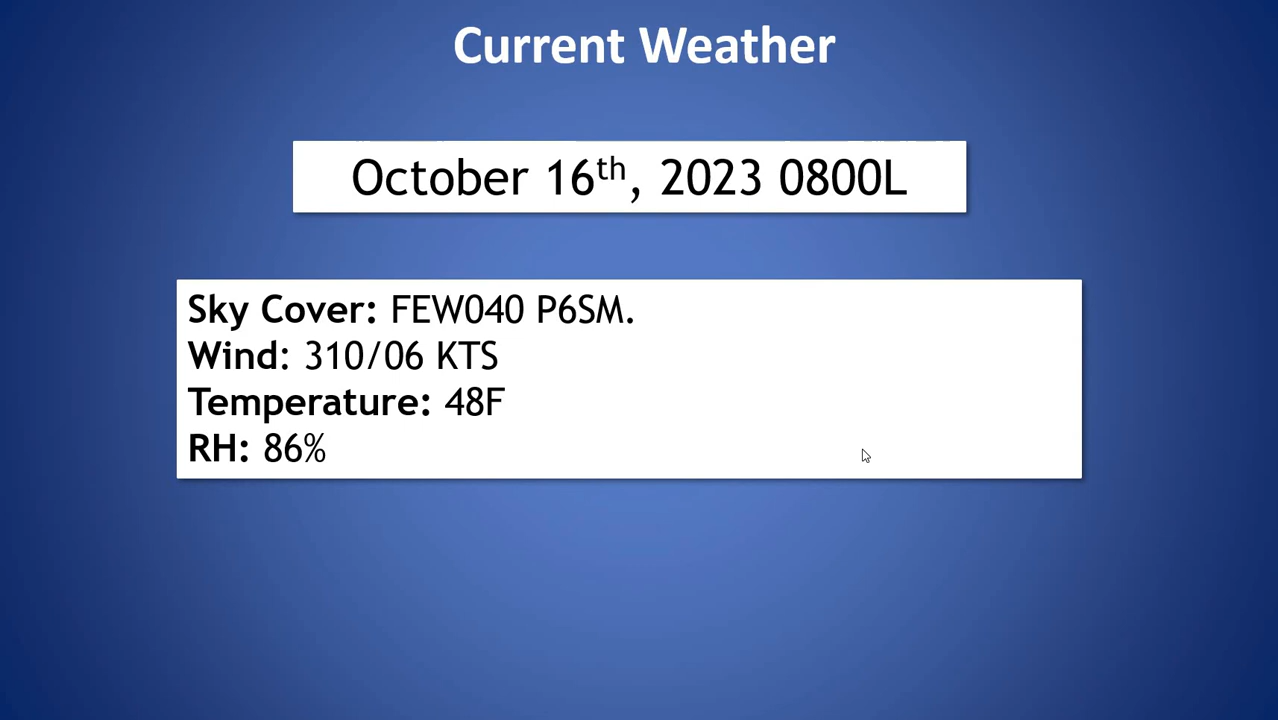 Current Weather
October 16th, 2023 0800L
Sky Cover: FEW040 P6SM.
Wind: 310/06 KTS
Temperature: 48F
RH: 86%